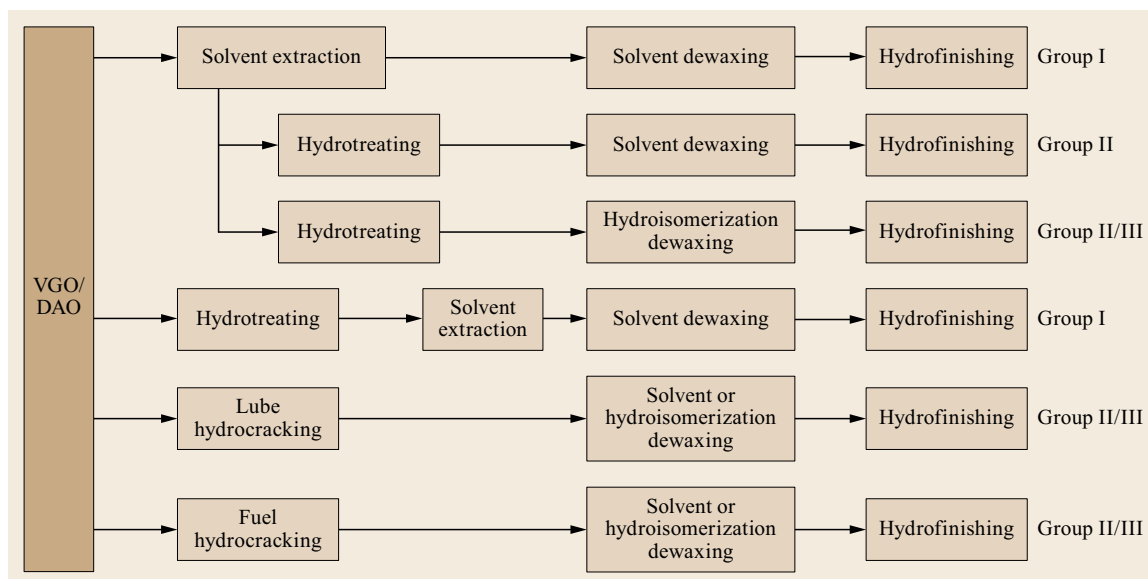 Solvent extraction
Solvent dewaxing
Hydrofinishing
Group I
Hydrotreating
Solvent dewaxing
Hydrofinishing
Group II
Hydrotreating
Hydroisomerization
dewaxing
Hydrofinishing
Group II/III
VGO/
DAO
Hydrotreating
Solvent
extraction
Solvent dewaxing
Hydrofinishing
Group I
Lube
hydrocracking
Solvent or
hydroisomerization
dewaxing
Hydrofinishing
Group II/III
Fuel
hydrocracking
Solvent or
hydroisomerization
dewaxing
Hydrofinishing
Group II/III